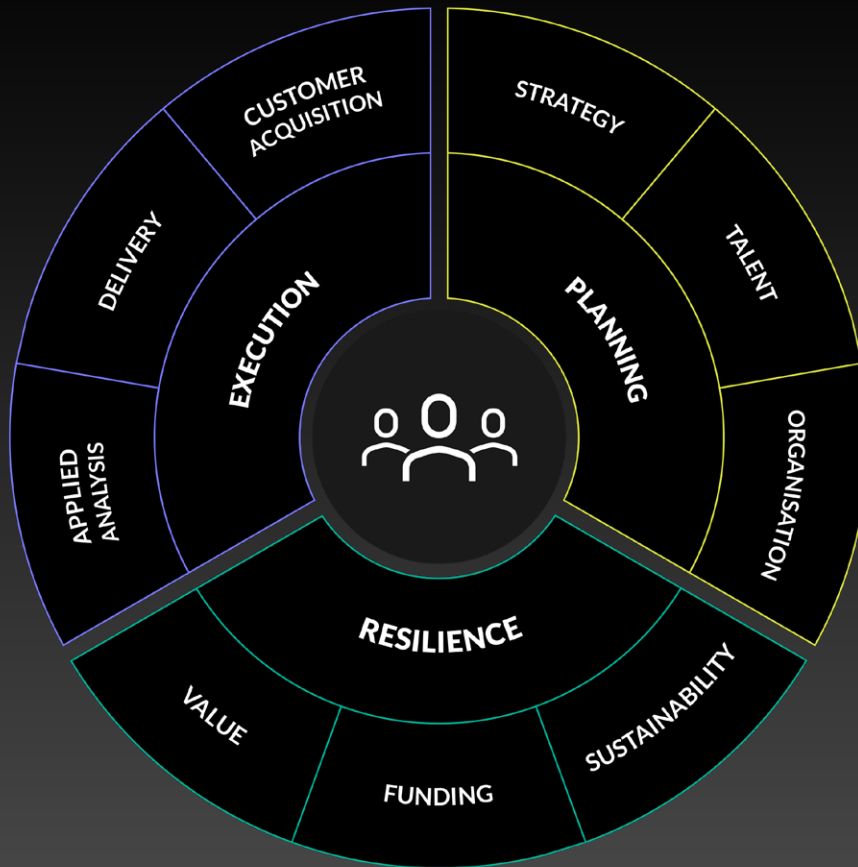 CUSTOMER
ACQUISITION
STRATEGY
DELIVERY
TALENT
EXECUTION
PLANNING
APPLIED
ANALYSIS
ORGANISATION
RESILIENCE
VALUE
FUNDING
SUSTAINABILITY